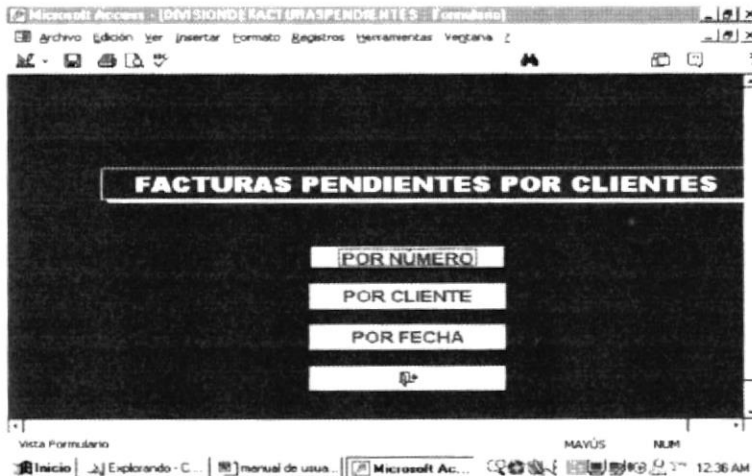 Microsoft Access - [DIVISIONDEFACTURASPENDIENTES : Formulario]
Archivo Edición Ver Insertar Formato Registros Herramientas Ventana ?
FACTURAS PENDIENTES POR CLIENTES
POR NÚMERO
POR CLIENTE
POR FECHA
Vista Formulario MAYÚS NUM
Inicio Explorando - C... manual de usua... Microsoft Ac... 12:36 AM